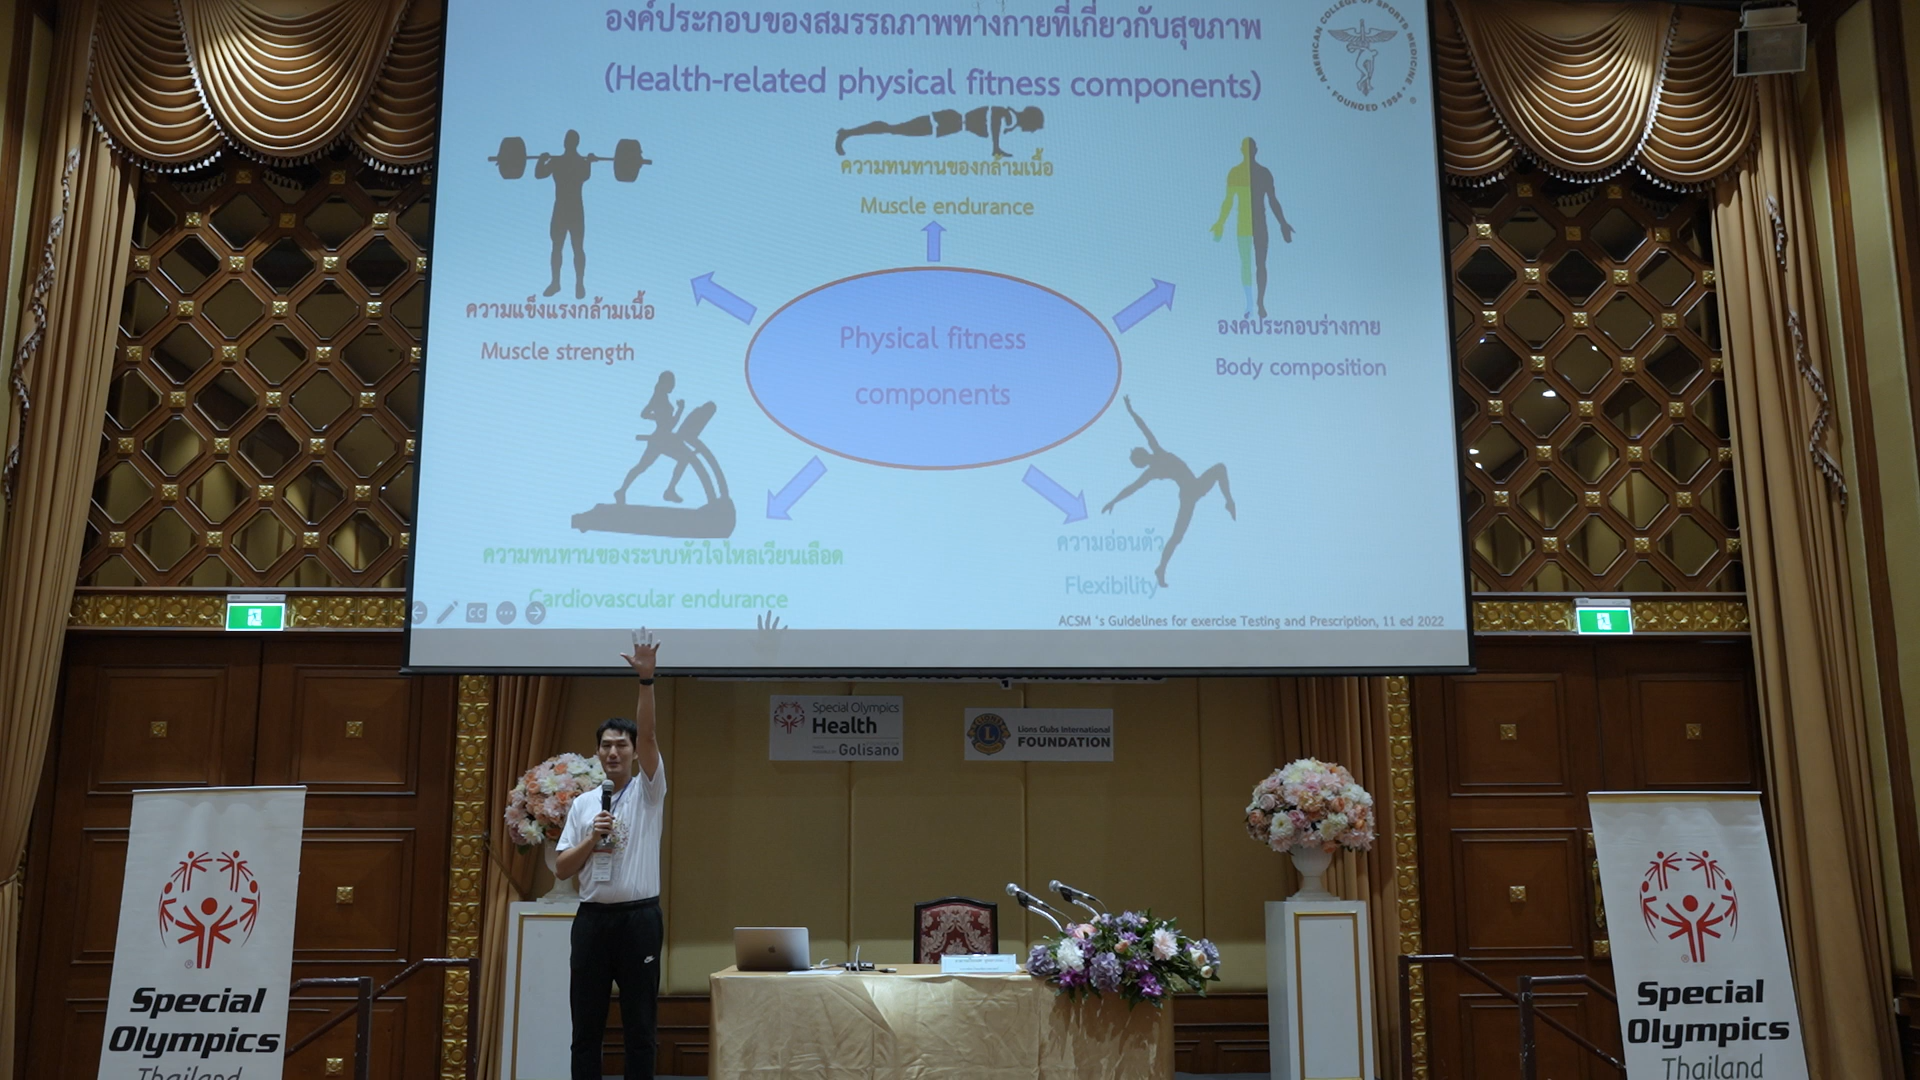 องค์ประกอบของสมรรถภาพทางกายที่เกี่ยวกับสุขภาพ
(Health-related physical fitness components)
AMERICAN COLLEGE OF SPORTS MEDICINE
FOUNDED 1954
ความทนทานของกล้ามเนื้อ
Muscle endurance
ความแข็งแรงกล้ามเนื้อ
Muscle strength
องค์ประกอบร่างกาย
Body composition
Physical fitness
components
ความทนทานของระบบหัวใจไหลเวียนเลือด
Cardiovascular endurance
ความอ่อนตัว
Flexibility
CC
ACSM 's Guidelines for exercise Testing and Prescription, 11 ed 2022
Special Olympics
Health
Golisano
LIONS
L
Lions Clubs International
FOUNDATION
Special
Olympics
Thailand
Special
Olympics
Thailand